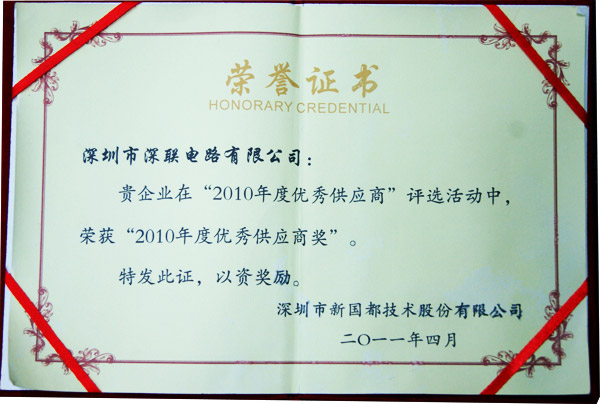 荣誉证书
HONORARY CREDENTIAL
深圳市深联电路有限公司：
贵企业在“2010年度优秀供应商”评选活动中，
荣获“2010年度优秀供应商奖”。
特发此证，以资奖励。
深圳市新国都技术股份有限公司
二〇一一年四月